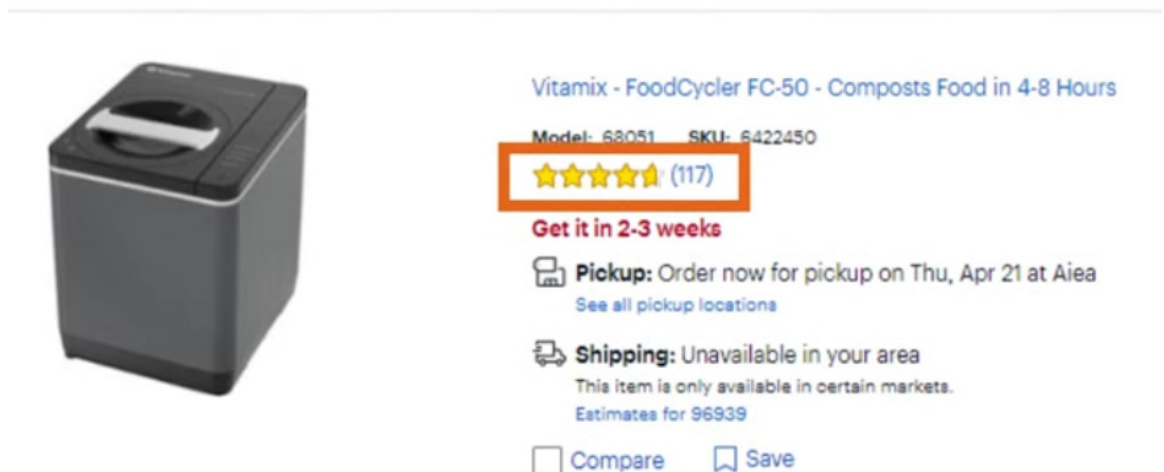 Vitamix - FoodCycler FC-50 - Composts Food in 4-8 Hours
Model: 68051 SKU: 6422450
(117)
Get it in 2-3 weeks
Pickup: Order now for pickup on Thu, Apr 21 at Aiea
See all pickup locations
Shipping: Unavailable in your area
This item is only available in certain markets.
Estimates for 96939
Compare Save